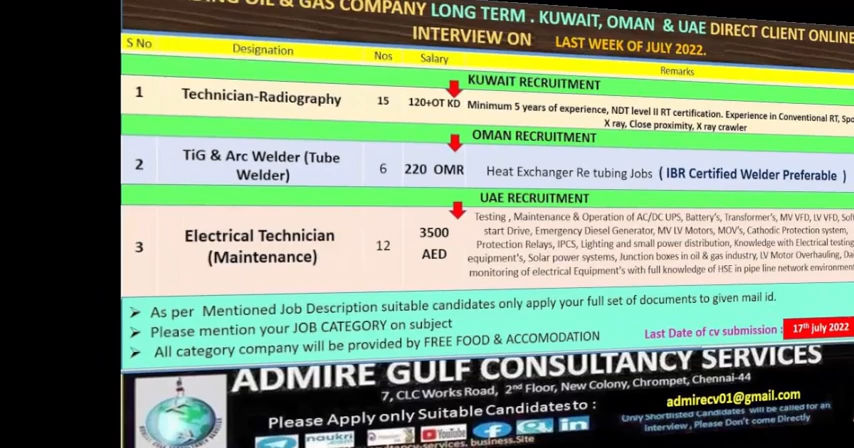 OIL & GAS COMPANY LONG TERM . KUWAIT, OMAN & UAE DIRECT CLIENT ONLINE
INTERVIEW ON LAST WEEK OF JULY 2022.
S No Designation Nos Salary Remarks
KUWAIT RECRUITMENT
1 Technician-Radiography 15 120+OT KD Minimum 5 years of experience, NDT level II RT certification. Experience in Conventional RT,
X ray, Close proximity, X ray crawler
OMAN RECRUITMENT
2 TiG & Arc Welder (Tube Welder) 6 220 OMR Heat Exchanger Re tubing Jobs ( IBR Certified Welder Preferable )
UAE RECRUITMENT
3 Electrical Technician (Maintenance) 12 3500 AED
Testing , Maintenance & Operation of AC/DC UPS, Battery's, Transformer's, MV VFD, LV VFD,
start Drive, Emergency Diesel Generator, MV LV Motors, MOV's, Cathodic Protection system,
Protection Relays, IPCS, Lighting and small power distribution, Knowledge with Electrical testing
equipment's, Solar power systems, Junction boxes in oil & gas industry, LV Motor Overhauling,
monitoring of electrical Equipment's with full knowledge of HSE in pipe line network
➢ As per Mentioned Job Description suitable candidates only apply your full set of documents to given mail id.
➢ Please mention your JOB CATEGORY on subject
➢ All category company will be provided by FREE FOOD & ACCOMODATION
Last Date of cv submission : 17th july 2022
ADMIRE GULF CONSULTANCY SERVICES
7, CLC Works Road, 2nd Floor, New Colony, Chrompet, Chennai-44
Please Apply only Suitable Candidates to : admirecv01@gmail.com
Only Shortlisted Candidates will be called for an
Interview , Please Don't come Directly
naukri YouTube f in
business.Site